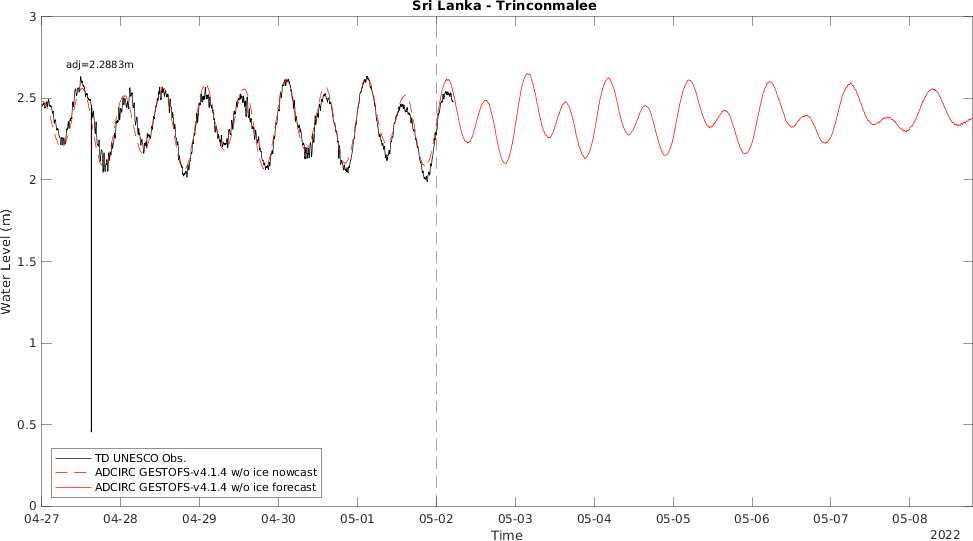 Sri Lanka - Trinconmalee
3
adj=2.2883m
2.5
2
1.5
Water Level (m)
1
0.5
TD UNESCO Obs.
ADCIRC GESTOFS-v4.1.4 w/o ice nowcast
ADCIRC GESTOFS-v4.1.4 w/o ice forecast
0
04-27 04-28 04-29 04-30 05-01 05-02 05-03 05-04 05-05 05-06 05-07 05-08
Time
2022